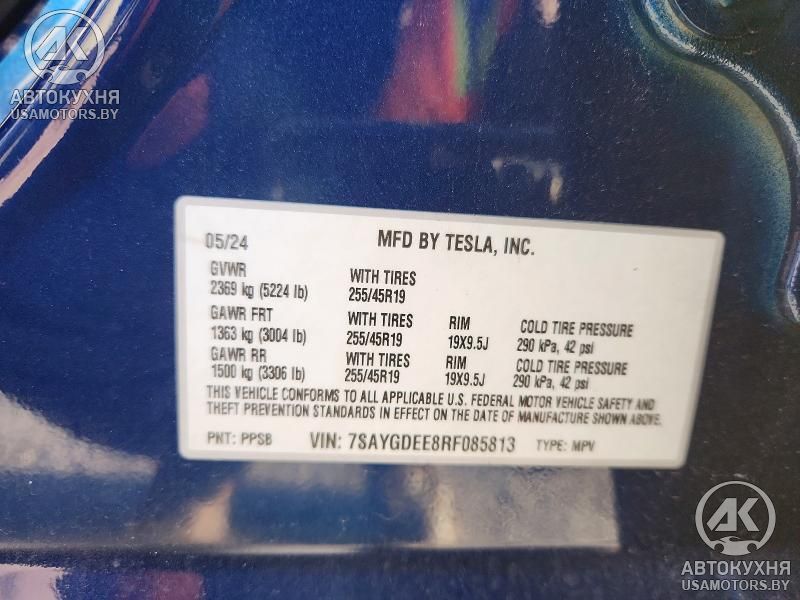 AK
АВТОКУХНЯ
USAMOTORS.BY
05/24 MFD BY TESLA, INC.
GVWR WITH TIRES
2369 kg (5224 lb) 255/45R19
GAWR FRT WITH TIRES RIM COLD TIRE PRESSURE
1363 kg (3004 lb) 255/45R19 19X9.5J 290 kPa, 42 psi
GAWR RR WITH TIRES RIM COLD TIRE PRESSURE
1500 kg (3306 lb) 255/45R19 19X9.5J 290 kPa, 42 psi
THIS VEHICLE CONFORMS TO ALL APPLICABLE U.S. FEDERAL MOTOR VEHICLE SAFETY AND
THEFT PREVENTION STANDARDS IN EFFECT ON THE DATE OF MANUFACTURE SHOWN ABOVE.
PNT: PPSB VIN: 7SAYGDEE8RF085813 TYPE: MPV
AK
АВТОКУХНЯ
USAMOTORS.BY